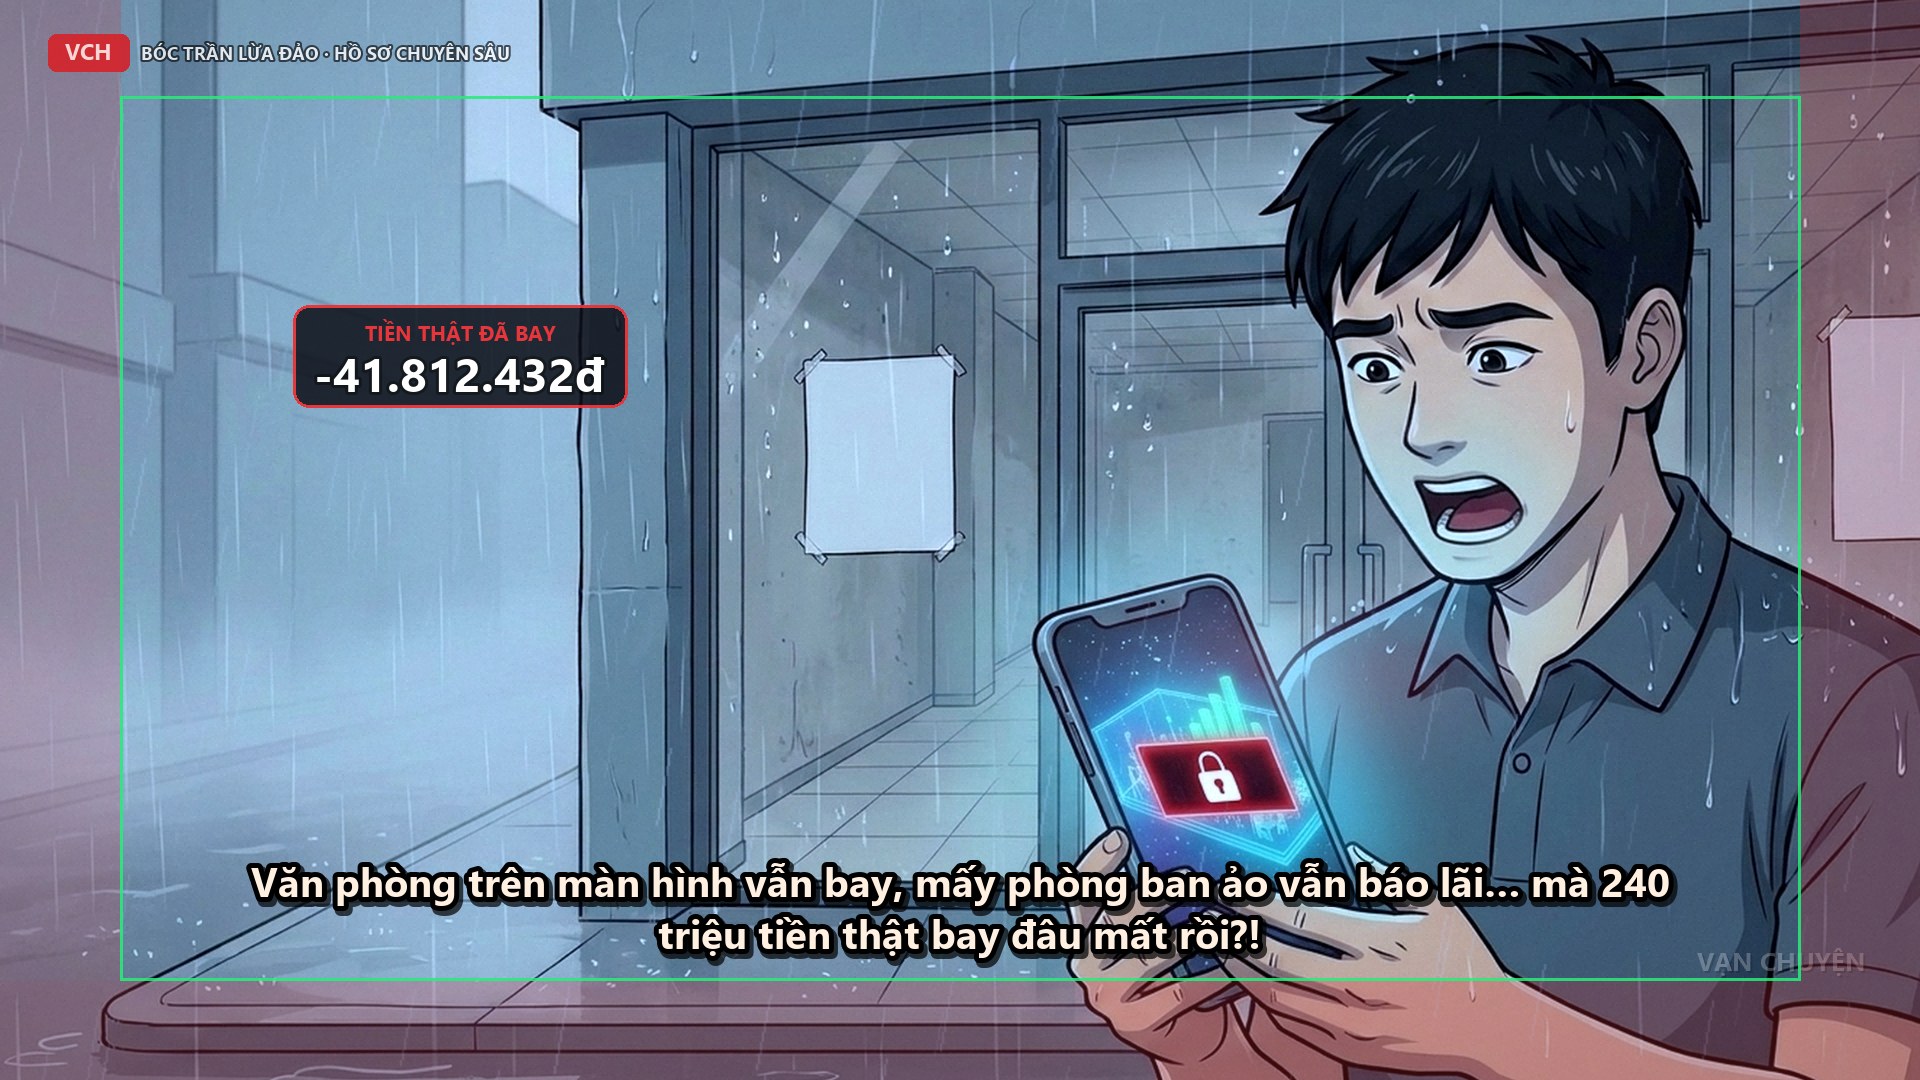 VCH BÓC TRẦN LỪA ĐẢO · HỒ SƠ CHUYÊN SÂU
TIỀN THẬT ĐÃ BAY
-41.812.432đ
Văn phòng trên màn hình vẫn bay, mấy phòng ban ảo vẫn báo lãi... mà 240
triệu tiền thật bay đâu mất rồi?!
VẠN CHUYỆN